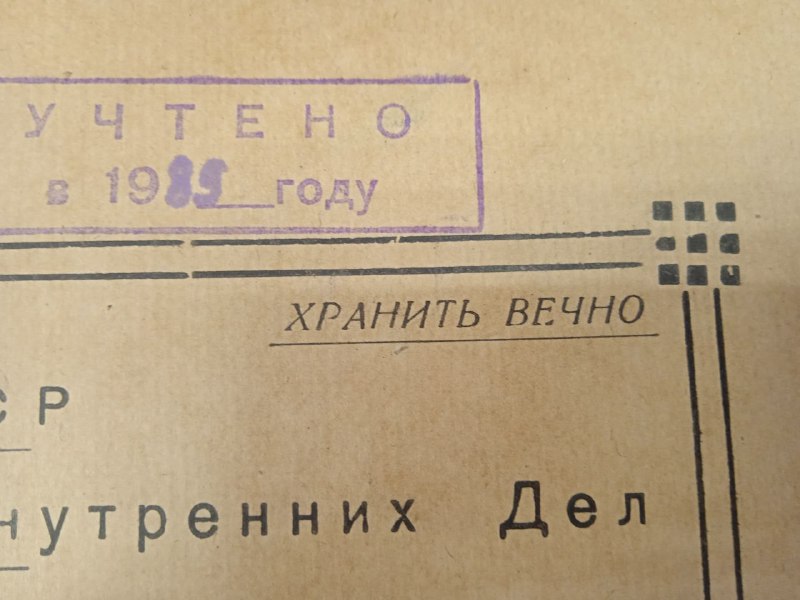 УЧТЕНО
в 1985 году
ХРАНИТЬ ВЕЧНО
СР
нутренних Дел